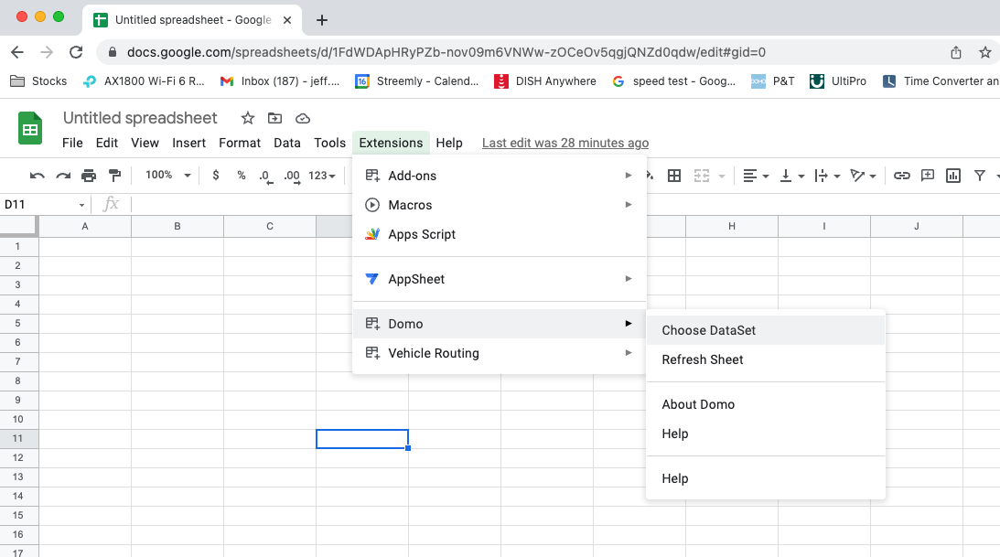 Untitled spreadsheet - Google
docs.google.com/spreadsheets/d/1FdWDApHRyPZb-nov09m6VNWw-zOCeOv5qgjQNZd0qdw/edit#gid=0
Stocks AX1800 Wi-Fi 6 R... Inbox (187) - jeff.... 16 Streemly - Calend... DISH Anywhere speed test - Goog... DOMO P&T UltiPro Time Converter an
Untitled spreadsheet
File Edit View Insert Format Data Tools Extensions Help Last edit was 28 minutes ago
100% $ % .0 .00 123
D11 fx
A B C H I J
Add-ons
Macros
Apps Script
AppSheet
Domo
Vehicle Routing
Choose DataSet
Refresh Sheet
About Domo
Help
Help
1
2
3
4
5
6
7
8
9
10
11
12
13
14
15
16
17